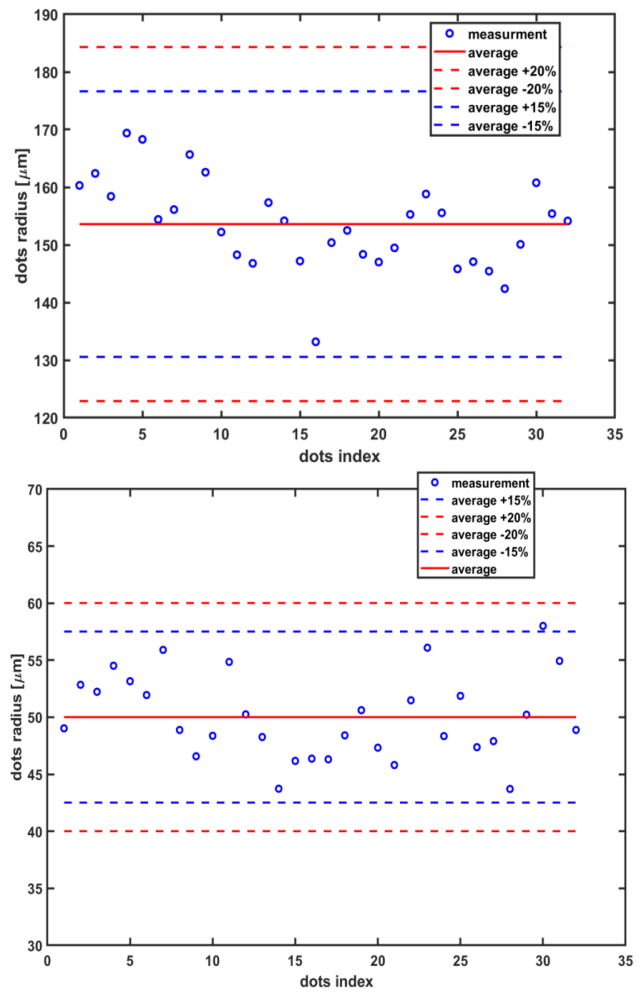 190
180
170
160
150
140
130
120
dots radius [μm]
0 5 10 15 20 25 30 35
dots index
measurment
average
average +20%
average -20%
average +15%
average -15%
70
65
60
55
50
45
40
35
30
dots radius [μm]
0 5 10 15 20 25 30 35
dots index
measurement
average +15%
average +20%
average -20%
average -15%
average